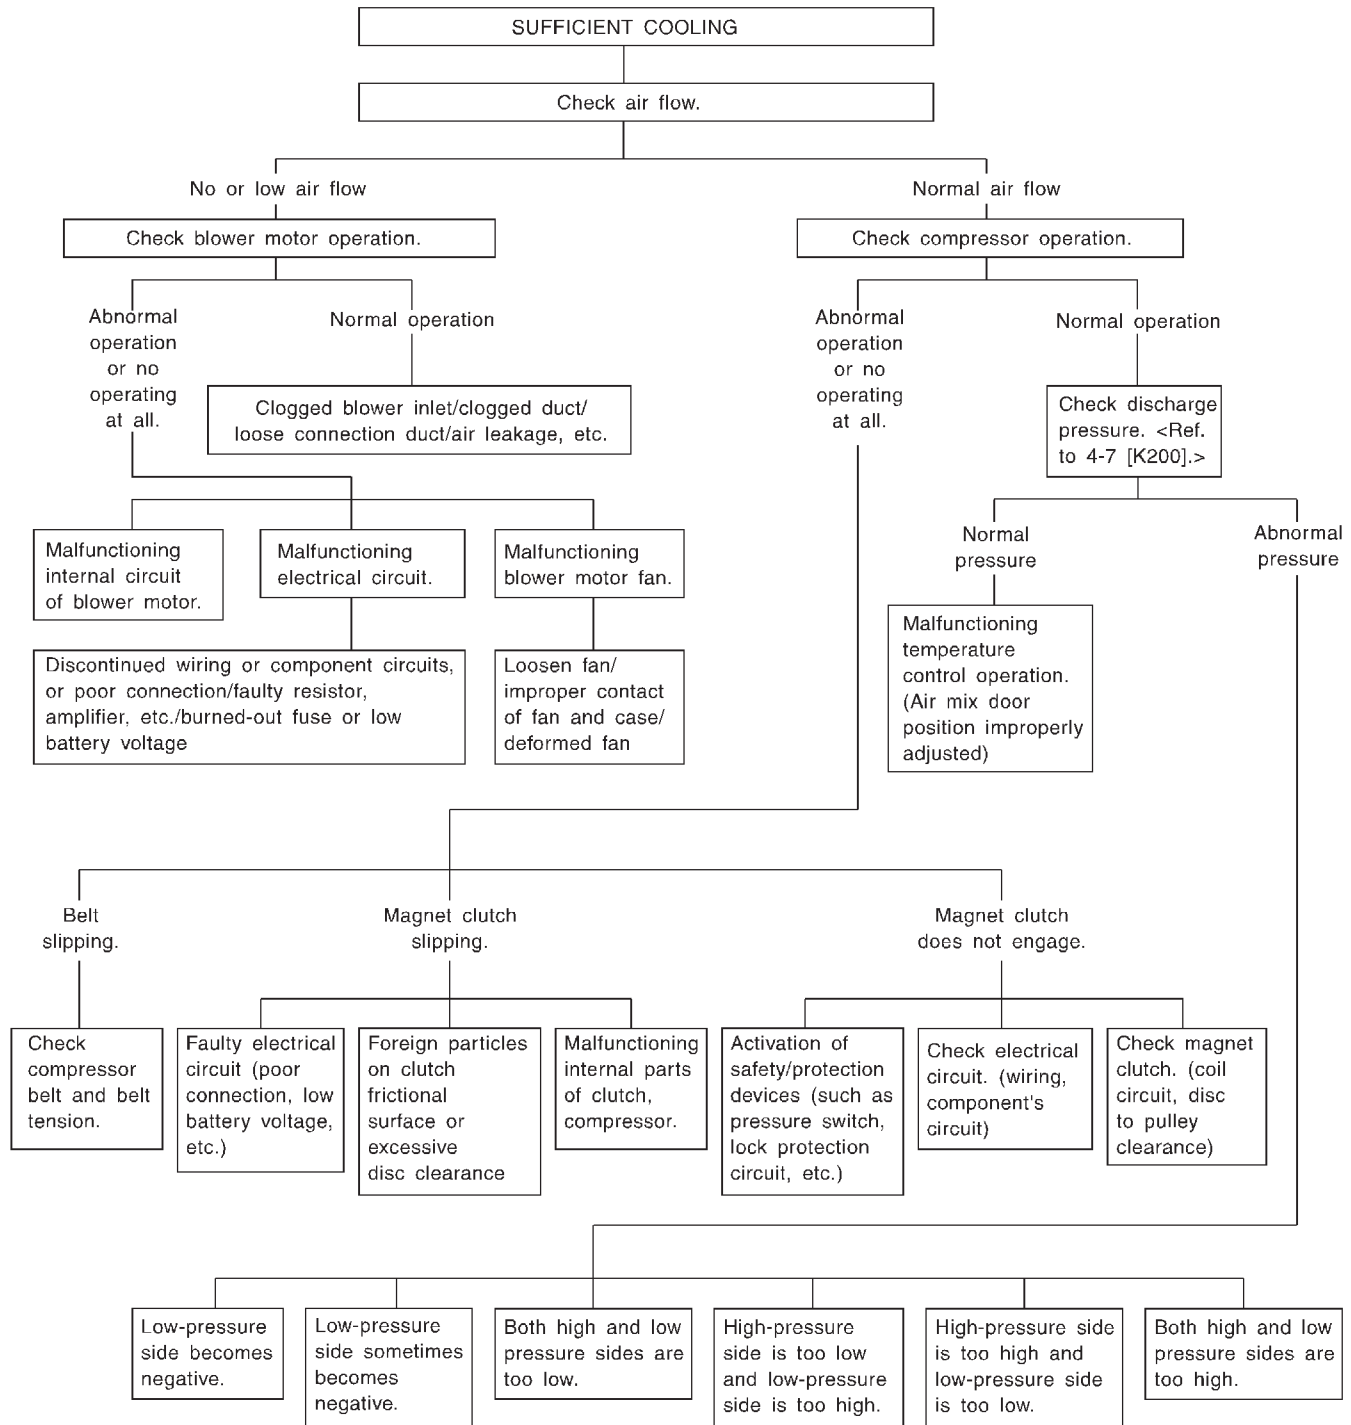 SUFFICIENT COOLING
Check air flow.
No or low air flow
Normal air flow
Check blower motor operation.
Check compressor operation.
Abnormal
operation
or no
operating
at all.
Normal operation
Abnormal
operation
or no
operating
at all.
Normal operation
Clogged blower inlet/clogged duct/
loose connection duct/air leakage, etc.
Check discharge
pressure. <Ref.
to 4-7 [K200].>
Normal
pressure
Abnormal
pressure
Malfunctioning
internal circuit
of blower motor.
Malfunctioning
electrical circuit.
Malfunctioning
blower motor fan.
Malfunctioning
temperature
control operation.
(Air mix door
position improperly
adjusted)
Discontinued wiring or component circuits,
or poor connection/faulty resistor,
amplifier, etc./burned-out fuse or low
battery voltage
Loosen fan/
improper contact
of fan and case/
deformed fan
Belt
slipping.
Magnet clutch
slipping.
Magnet clutch
does not engage.
Check
compressor
belt and belt
tension.
Faulty electrical
circuit (poor
connection, low
battery voltage,
etc.)
Foreign particles
on clutch
frictional
surface or
excessive
disc clearance
Malfunctioning
internal parts
of clutch,
compressor.
Activation of
safety/protection
devices (such as
pressure switch,
lock protection
circuit, etc.)
Check electrical
circuit. (wiring,
component's
circuit)
Check magnet
clutch. (coil
circuit, disc
to pulley
clearance)
Low-pressure
side becomes
negative.
Low-pressure
side sometimes
becomes
negative.
Both high and low
pressure sides are
too low.
High-pressure
side is too low
and low-pressure
side is too high.
High-pressure side
is too high and
low-pressure side
is too low.
Both high and low
pressure sides are
too high.